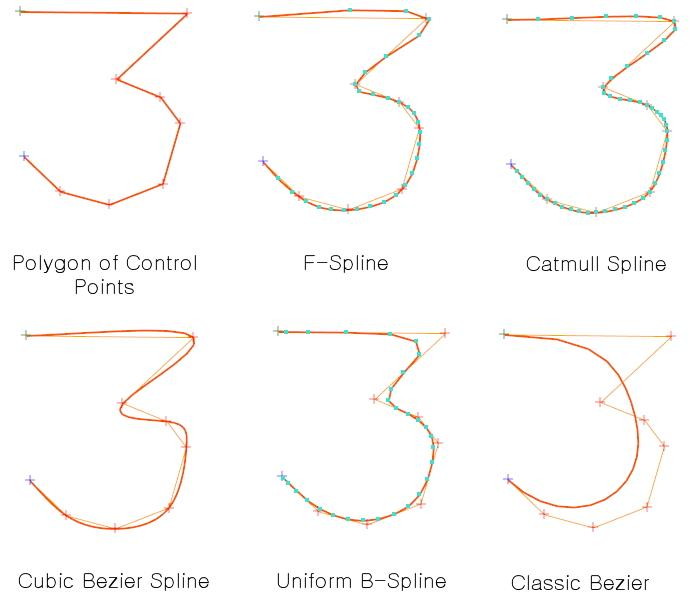 Polygon of Control
Points
F-Spline
Catmull Spline
Cubic Bezier Spline
Uniform B-Spline
Classic Bezier